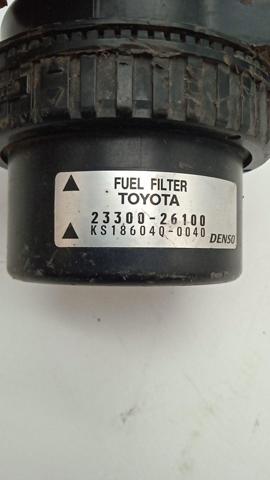 FUEL FILTER
TOYOTA
23300-26100
KS186040-0040 DENSO